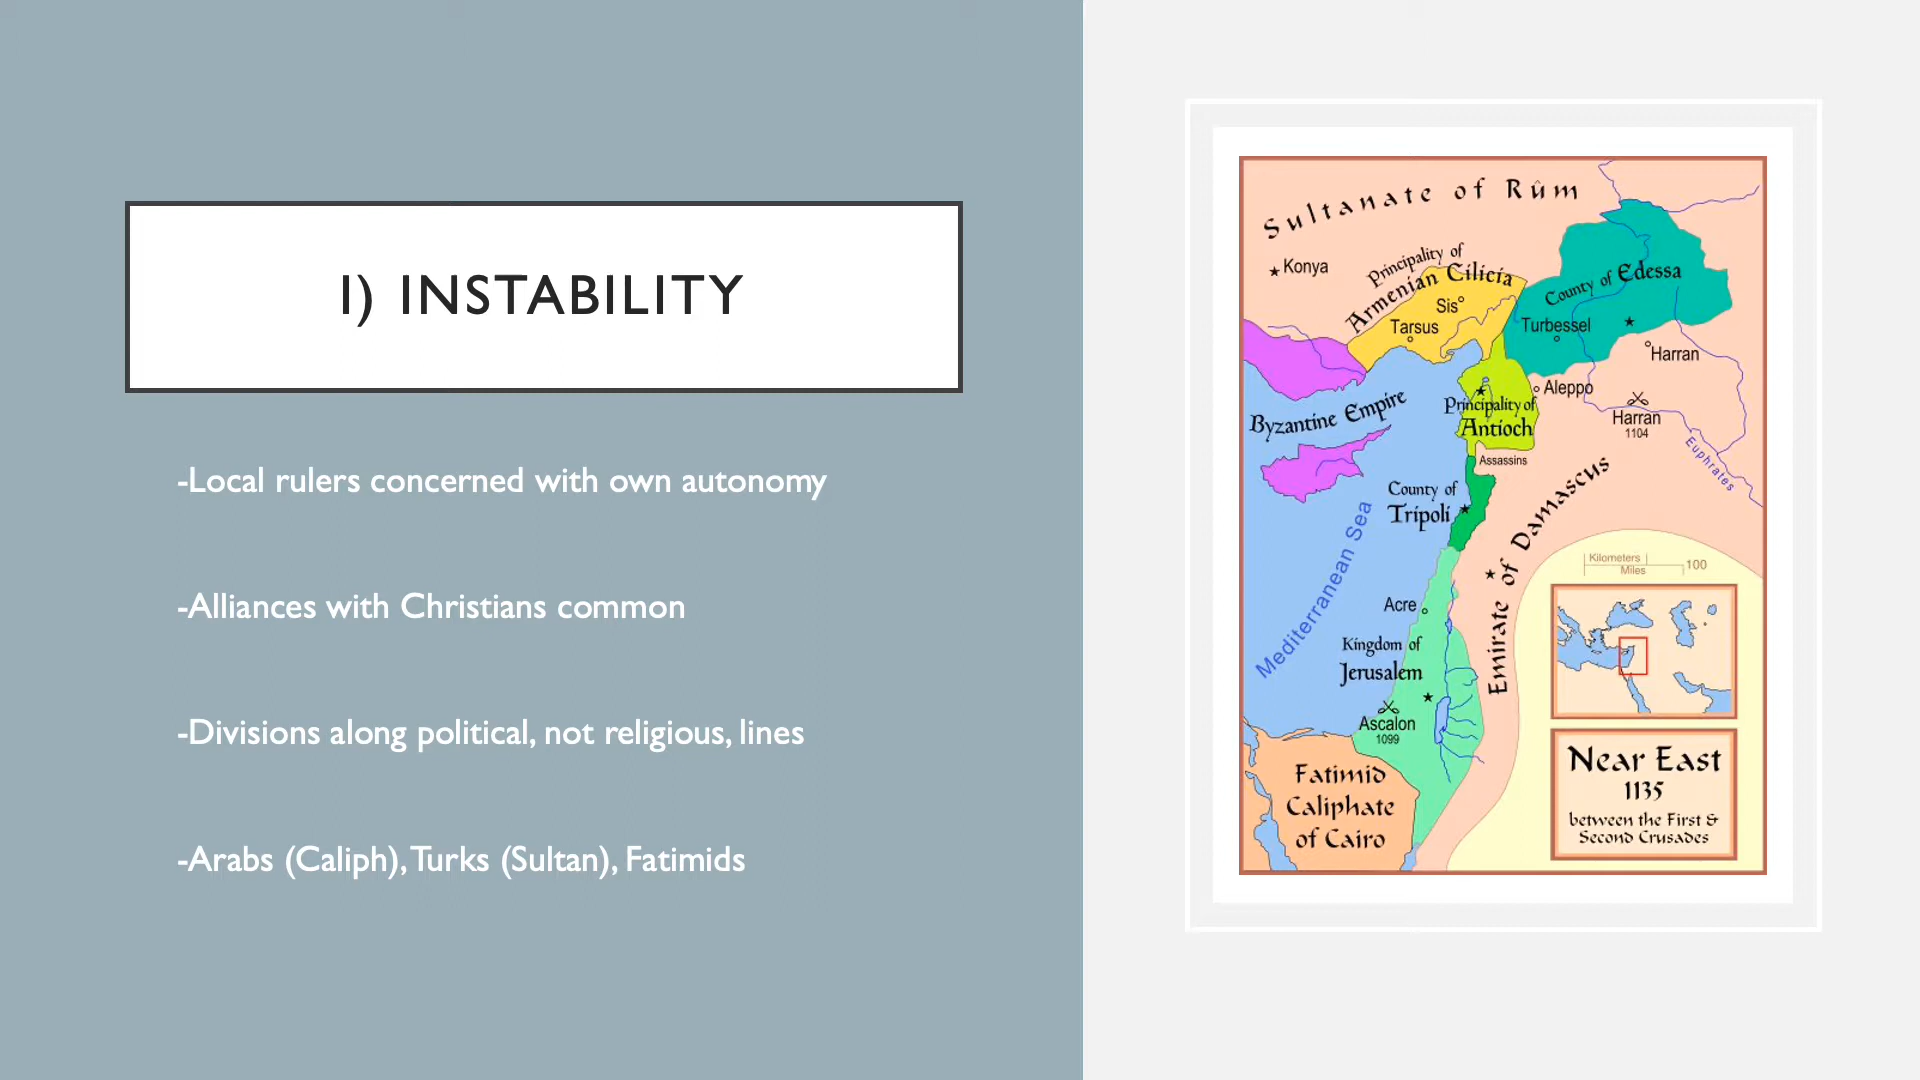 1) INSTABILITY
-Local rulers concerned with own autonomy
-Alliances with Christians common
-Divisions along political, not religious, lines
-Arabs (Caliph), Turks (Sultan), Fatimids
Sultanate of Rûm
Konya
Principality of
Armenian Cilicia
Sis
Tarsus
County of Edessa
Turbessel
Harran
Aleppo
Harran
1104
Byzantine Empire
Principality of
Antioch
Assassins
Euphrates
County of
Tripoli
Mediterranean Sea
Emirate of Damascus
Kilometers
Miles
100
Acre
Kingdom of
Jerusalem
Ascalon
1099
Fatimid
Caliphate
of Cairo
Near East
1135
between the First &
Second Crusades